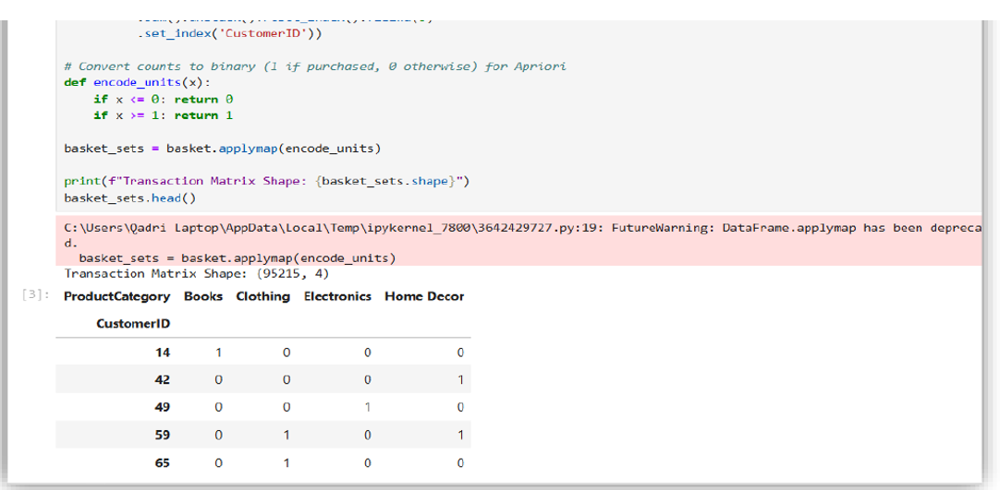 .set_index('CustomerID'))
# Convert counts to binary (1 if purchased, 0 otherwise) for Apriori
def encode_units(x):
if x <= 0: return 0
if x >= 1: return 1
basket_sets = basket.applymap(encode_units)
print(f"Transaction Matrix Shape: {basket_sets.shape}")
basket_sets.head()
C:\Users\Qadri Laptop\AppData\Local\Temp\ipykernel_7800\3642429727.py:19: FutureWarning: DataFrame.applymap has been depreca
d.
basket_sets = basket.applymap(encode_units)
Transaction Matrix Shape: (95215, 4)
[3]: ProductCategory Books Clothing Electronics Home Decor
CustomerID
14 1 0 0 0
42 0 0 0 1
49 0 0 1 0
59 0 1 0 1
65 0 1 0 0